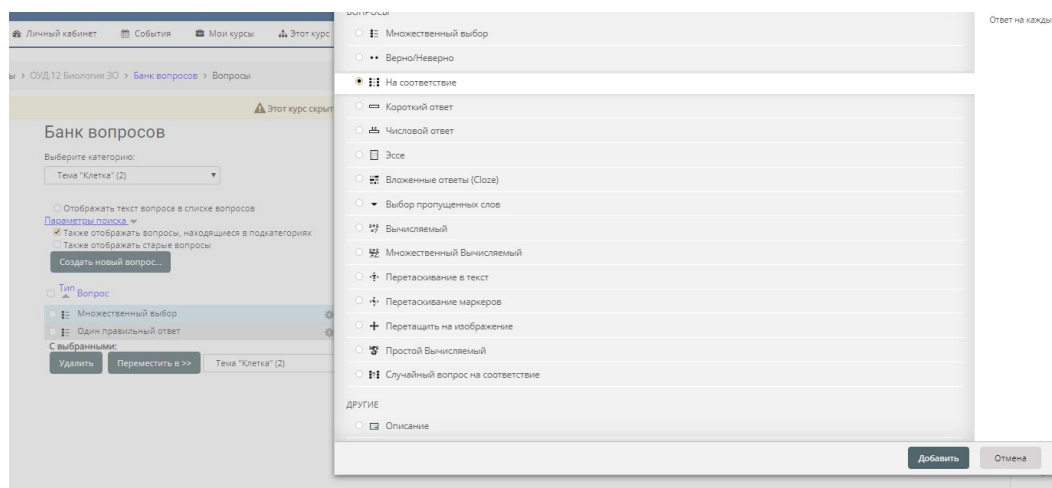 ВОПРОСЫ
Ответ на кажды
Личный кабинет События Мои курсы Этот курс
Множественный выбор
Верно/Неверно
ы > ОУД.12 Биология ЗО > Банк вопросов > Вопросы
На соответствие
Этот курс скрыт
Короткий ответ
Банк вопросов
Числовой ответ
Выберите категорию:
Эссе
Тема "Клетка" (2)
Вложенные ответы (Cloze)
Отображать текст вопроса в списке вопросов
Выбор пропущенных слов
Параметры поиска
Также отображать вопросы, находящиеся в подкатегориях
Вычисляемый
Также отображать старые вопросы
Создать новый вопрос...
Множественный Вычисляемый
Перетаскивание в текст
Тип Вопрос
Перетаскивание маркеров
Множественный выбор
Перетащить на изображение
Один правильный ответ
С выбранными:
Простой Вычисляемый
Удалить Переместить в >> Тема "Клетка" (2)
Случайный вопрос на соответствие
ДРУГИЕ
Описание
Добавить Отмена